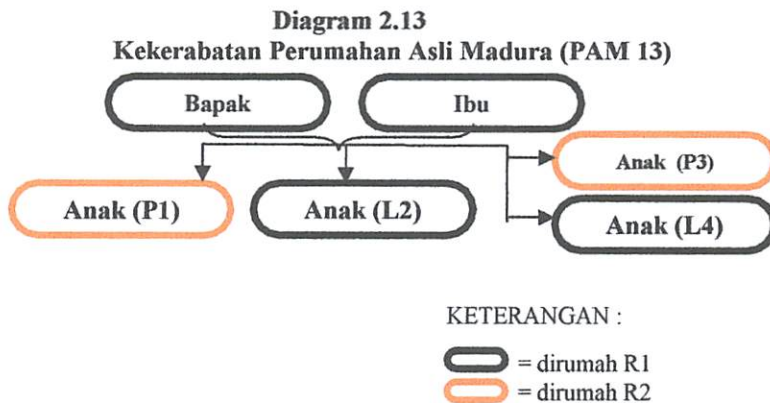 Diagram 2.13
Kekerabatan Perumahan Asli Madura (PAM 13)
Bapak
Ibu
Anak (P3)
Anak (P1)
Anak (L2)
Anak (L4)
KETERANGAN :
= dirumah R1
= dirumah R2